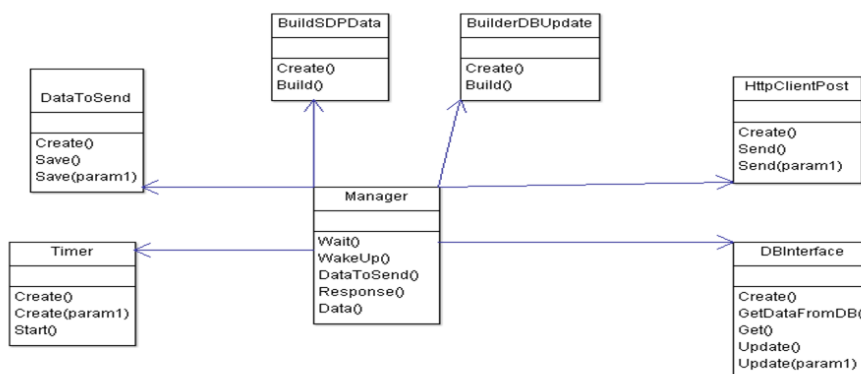 BuildSDPData
Create()
Build()
BuilderDBUpdate
Create()
Build()
DataToSend
Create()
Save()
Save(param1)
HttpClientPost
Create()
Send()
Send(param1)
Manager
Wait()
WakeUp()
DataToSend()
Response()
Data()
Timer
Create()
Create(param1)
Start()
DBInterface
Create()
GetDataFromDB(
Get()
Update()
Update(param1)